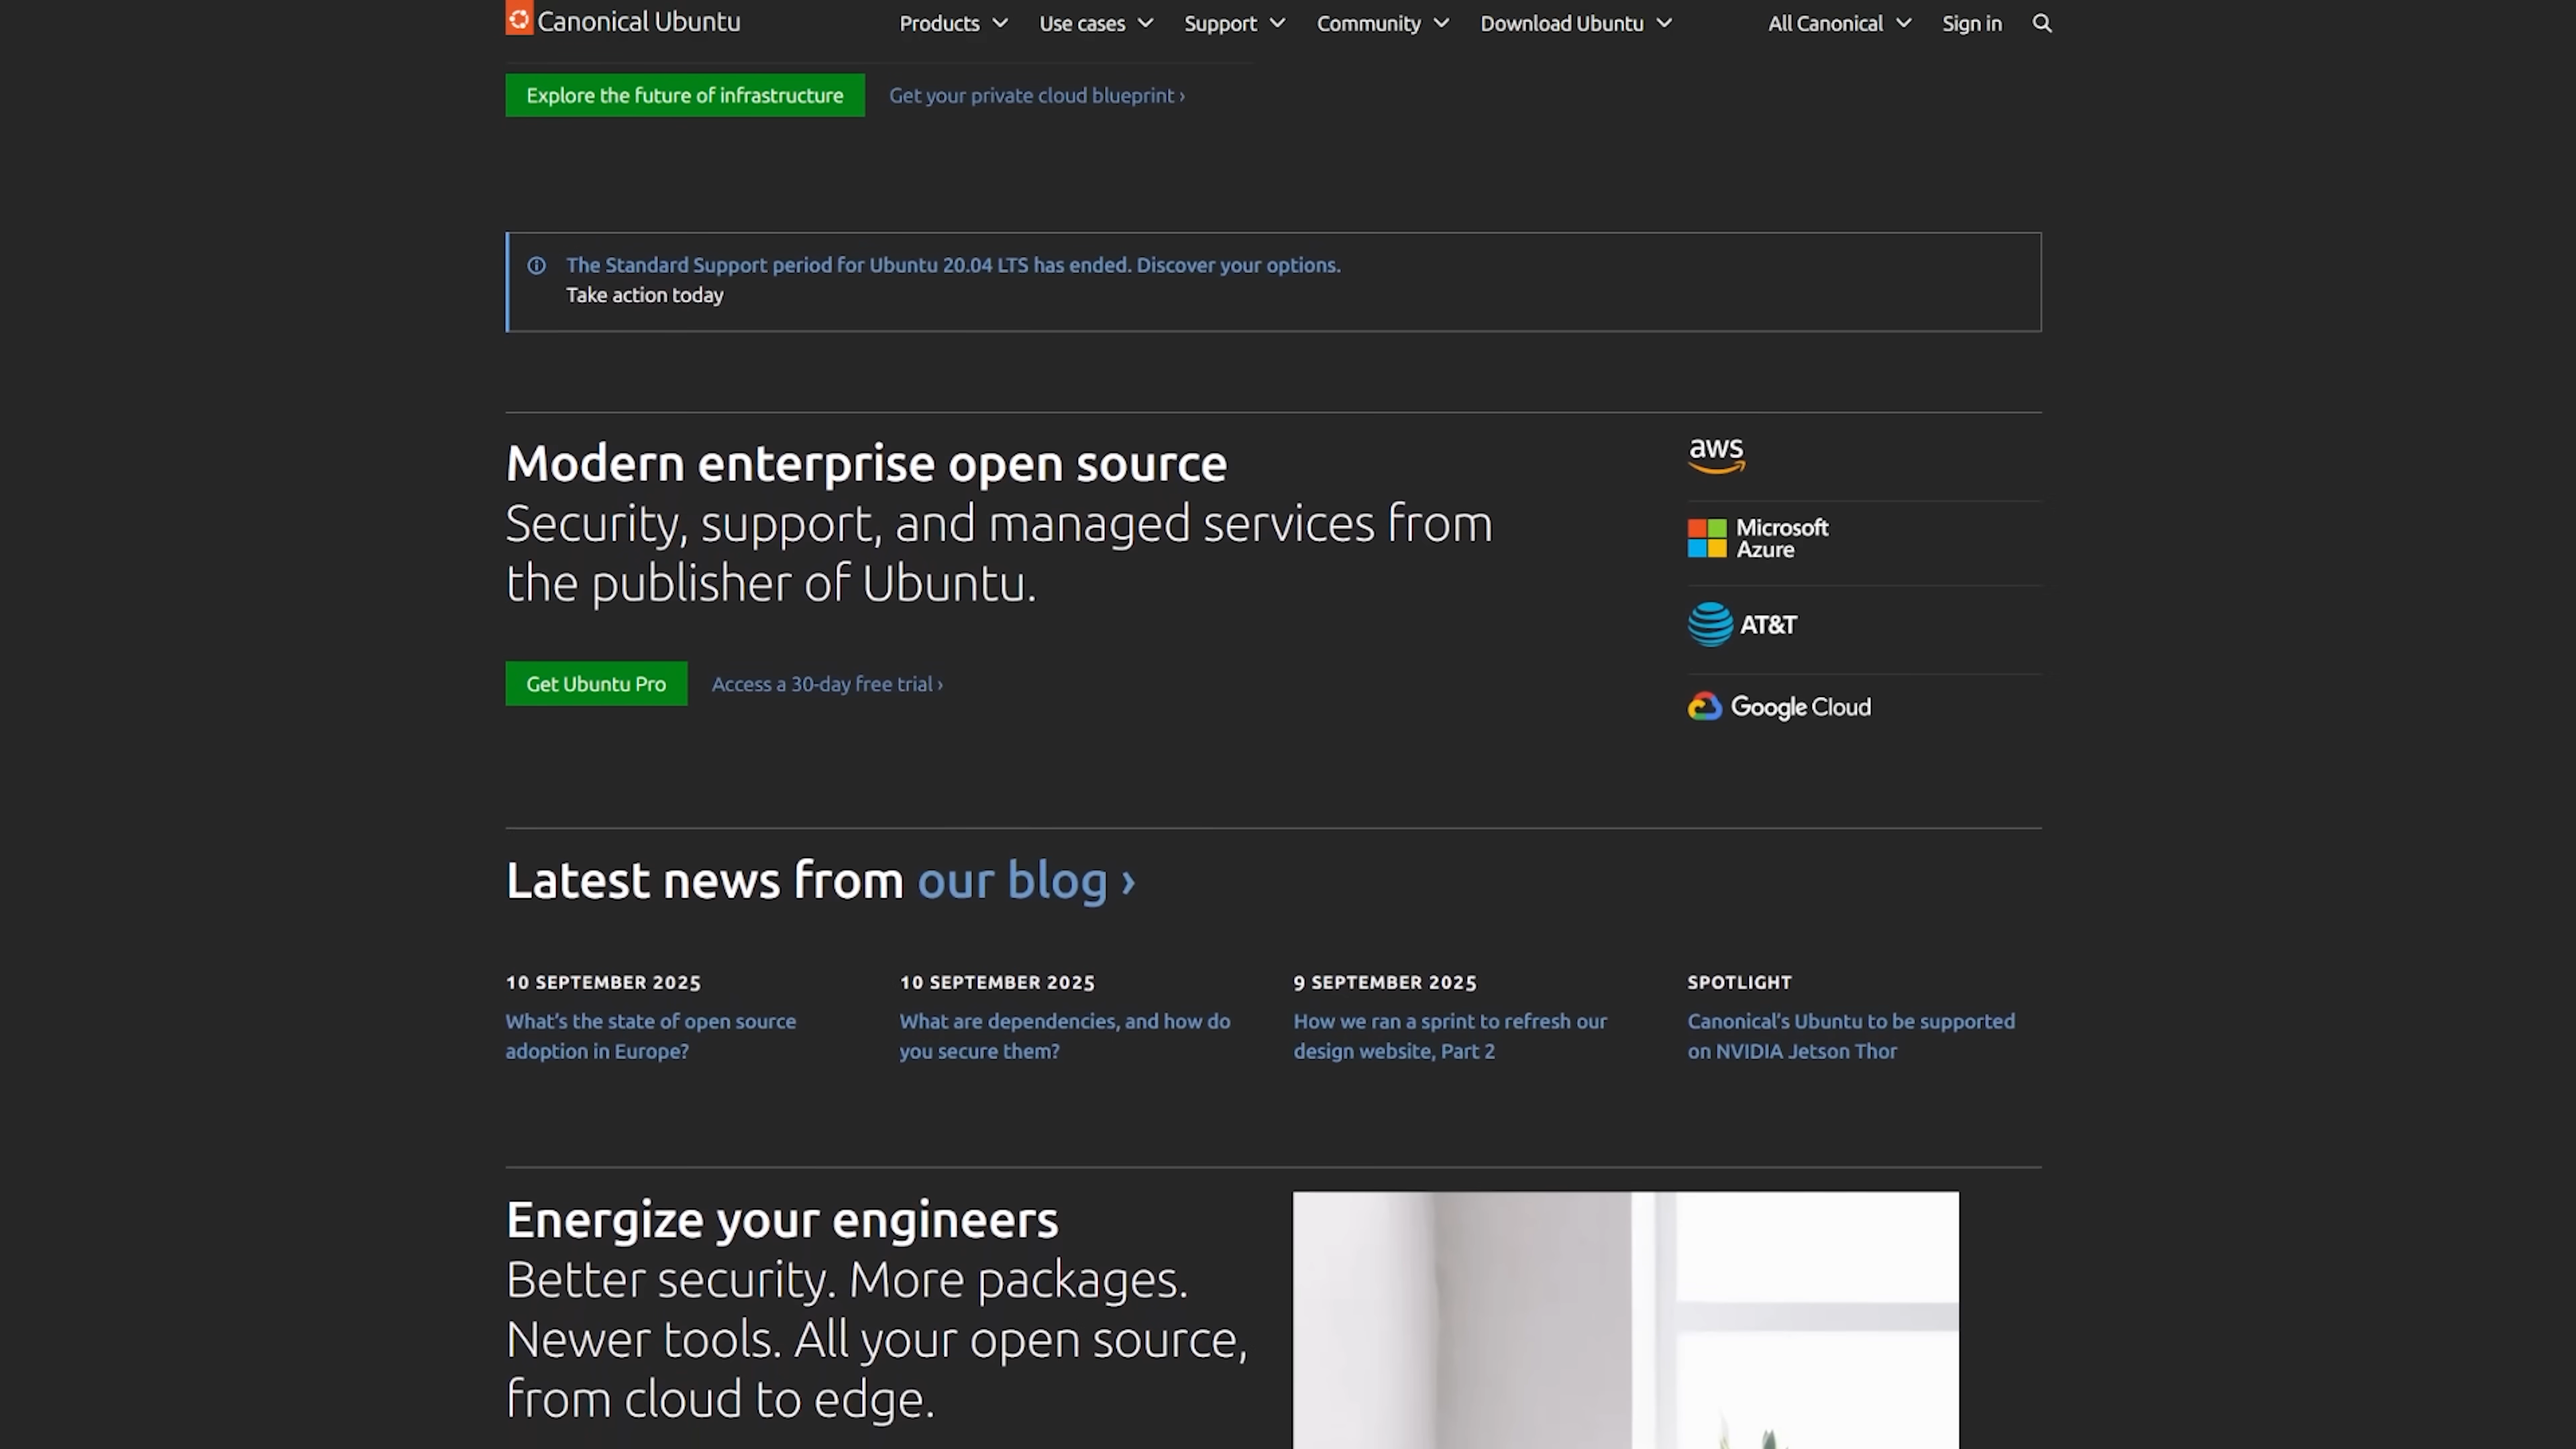 Canonical Ubuntu
Products
Use cases
Support
Community
Download Ubuntu
All Canonical
Sign in
Explore the future of infrastructure
Get your private cloud blueprint ›
The Standard Support period for Ubuntu 20.04 LTS has ended. Discover your options.
Take action today
Modern enterprise open source
Security, support, and managed services from
the publisher of Ubuntu.
Get Ubuntu Pro
Access a 30-day free trial ›
aws
Microsoft
Azure
AT&T
Google Cloud
Latest news from our blog ›
10 SEPTEMBER 2025
What’s the state of open source
adoption in Europe?
10 SEPTEMBER 2025
What are dependencies, and how do
you secure them?
9 SEPTEMBER 2025
How we ran a sprint to refresh our
design website, Part 2
SPOTLIGHT
Canonical’s Ubuntu to be supported
on NVIDIA Jetson Thor
Energize your engineers
Better security. More packages.
Newer tools. All your open source,
from cloud to edge.